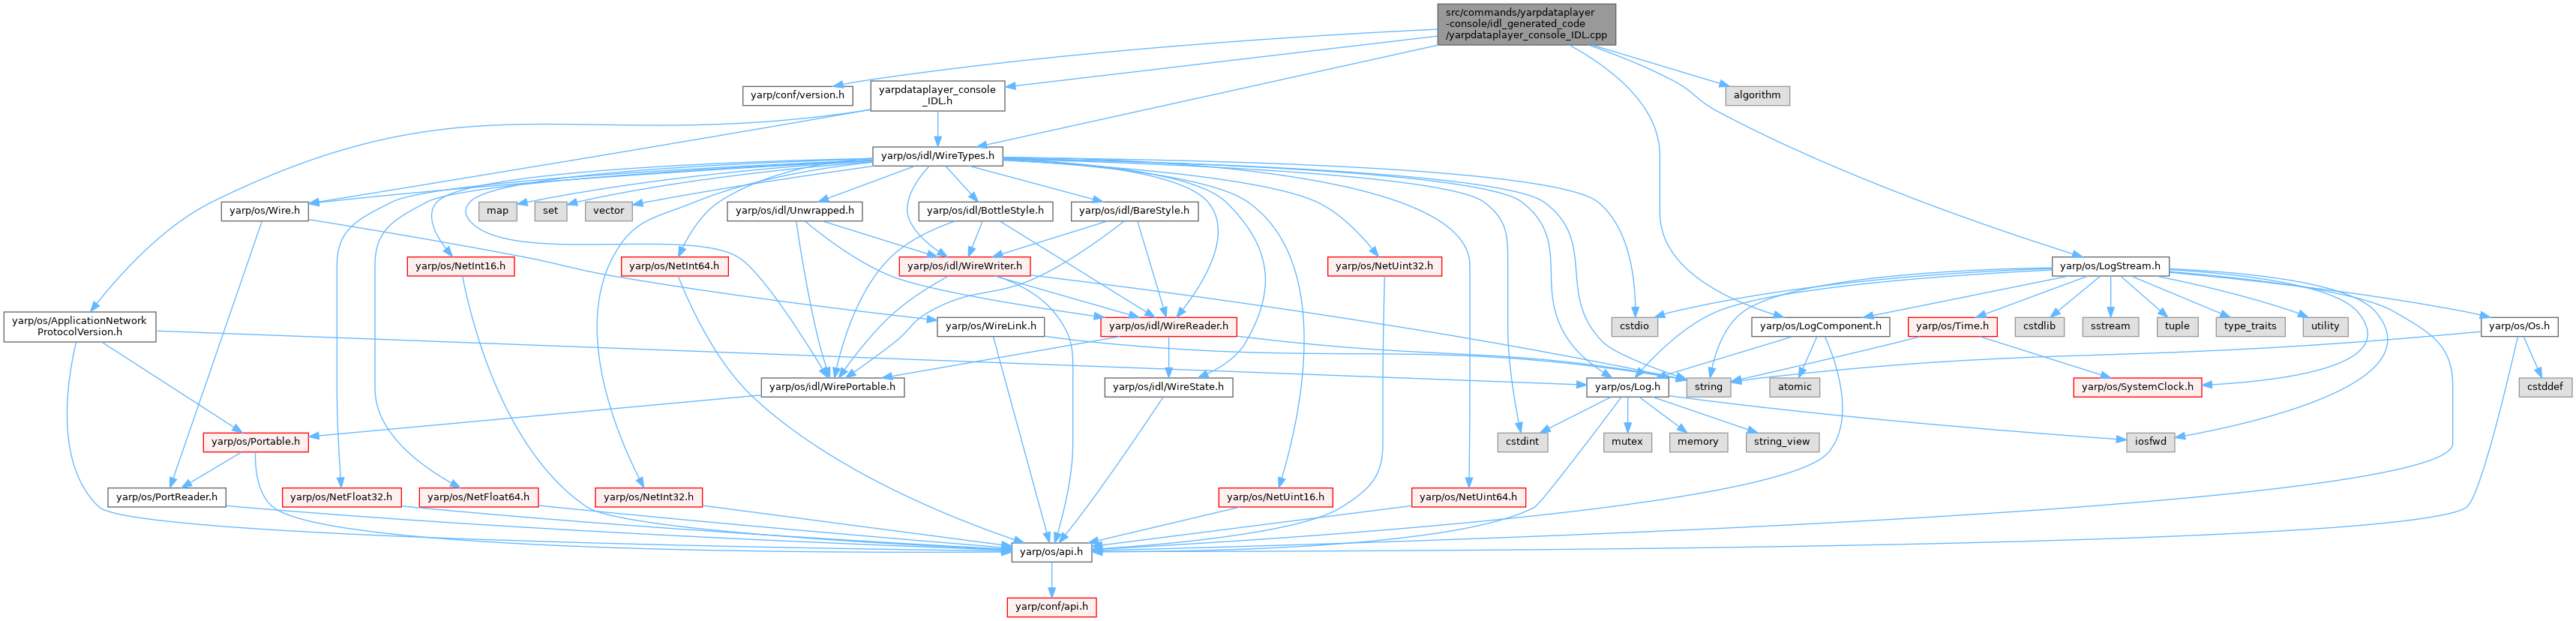 src/commands/yarpdataplayer
-console/idl_generated_code
/yarpdataplayer_console_IDL.cpp
yarp/conf/version.h
yarpdataplayer_console
_IDL.h
algorithm
yarp/os/idl/WireTypes.h
yarp/os/Wire.h
map
set
vector
yarp/os/idl/Unwrapped.h
yarp/os/idl/BottleStyle.h
yarp/os/idl/BareStyle.h
yarp/os/NetInt16.h
yarp/os/NetInt64.h
yarp/os/idl/WireWriter.h
yarp/os/NetUint32.h
yarp/os/LogStream.h
yarp/os/ApplicationNetwork
ProtocolVersion.h
yarp/os/WireLink.h
yarp/os/idl/WireReader.h
cstdio
yarp/os/LogComponent.h
yarp/os/Time.h
cstdlib
sstream
tuple
type_traits
utility
yarp/os/Os.h
yarp/os/idl/WirePortable.h
yarp/os/idl/WireState.h
yarp/os/Log.h
string
atomic
yarp/os/SystemClock.h
cstddef
yarp/os/Portable.h
cstdint
mutex
memory
string_view
iosfwd
yarp/os/PortReader.h
yarp/os/NetFloat32.h
yarp/os/NetFloat64.h
yarp/os/NetInt32.h
yarp/os/NetUint16.h
yarp/os/NetUint64.h
yarp/os/api.h
yarp/conf/api.h